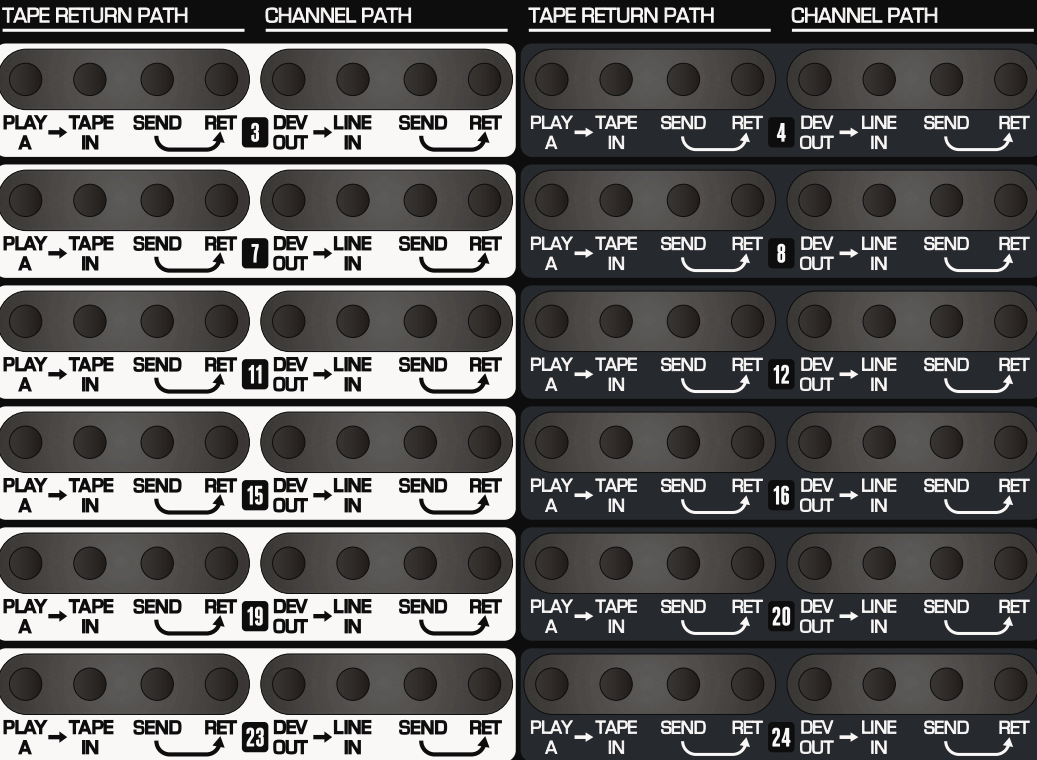 TAPE RETURN PATH CHANNEL PATH TAPE RETURN PATH CHANNEL PATH
PLAY TAPE SEND RET 3 DEV LINE SEND RET PLAY TAPE SEND RET 4 DEV LINE SEND RET
A IN OUT IN A IN OUT IN
PLAY TAPE SEND RET 7 DEV LINE SEND RET PLAY TAPE SEND RET 8 DEV LINE SEND RET
A IN OUT IN A IN OUT IN
PLAY TAPE SEND RET 11 DEV LINE SEND RET PLAY TAPE SEND RET 12 DEV LINE SEND RET
A IN OUT IN A IN OUT IN
PLAY TAPE SEND RET 15 DEV LINE SEND RET PLAY TAPE SEND RET 16 DEV LINE SEND RET
A IN OUT IN A IN OUT IN
PLAY TAPE SEND RET 19 DEV LINE SEND RET PLAY TAPE SEND RET 20 DEV LINE SEND RET
A IN OUT IN A IN OUT IN
PLAY TAPE SEND RET 23 DEV LINE SEND RET PLAY TAPE SEND RET 24 DEV LINE SEND RET
A IN OUT IN A IN OUT IN